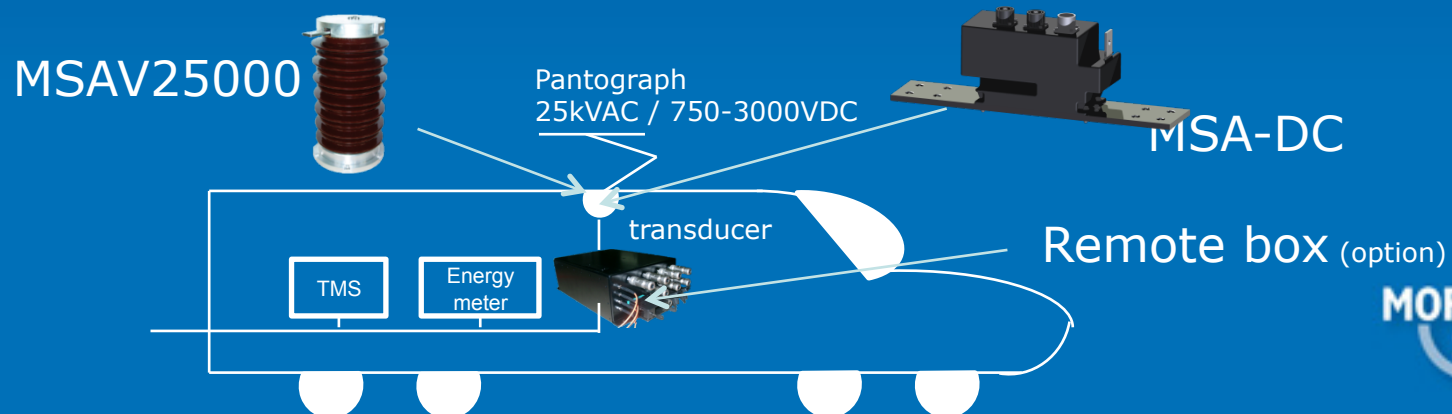 MSAV25000
Pantograph
25kVAC / 750-3000VDC
MSA-DC
transducer
Remote box (option)
TMS
Energy
meter